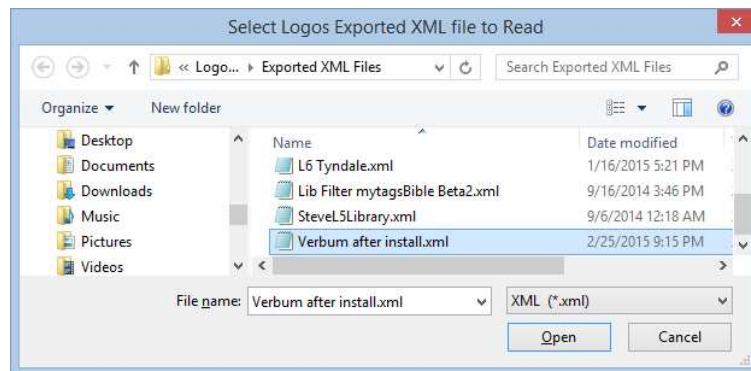 Select Logos Exported XML file to Read
« Logo... Exported XML Files
Search Exported XML Files
Organize New folder
Desktop
Documents
Downloads
Music
Pictures
Videos
Name Date modified
L6 Tyndale.xml 1/16/2015 5:21 PM
Lib Filter mytagsBible Beta2.xml 9/16/2014 3:46 PM
SteveL5Library.xml 9/6/2014 12:18 AM
Verbum after install.xml 2/25/2015 9:15 PM
File name: Verbum after install.xml XML (*.xml)
Open Cancel